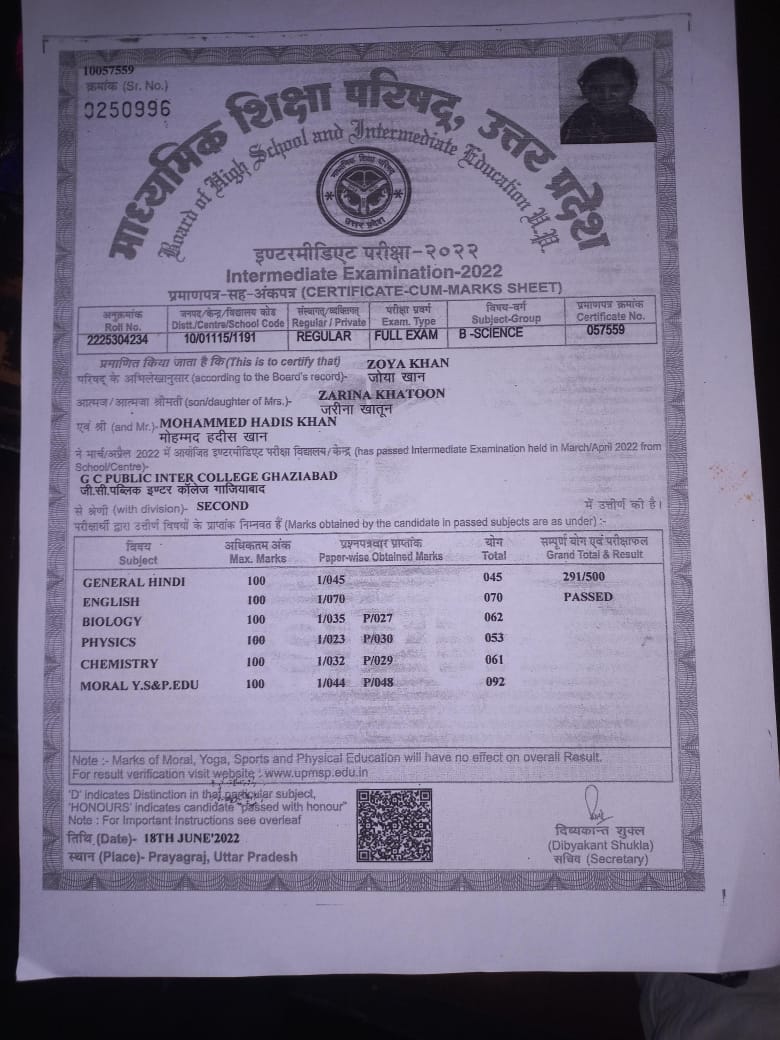 10057559
क्रमांक (Sr. No.)
0250996
माध्यमिक शिक्षा परिषद्, उत्तर प्रदेश
Board of High School and Intermediate Education U.P.
माध्यमिक शिक्षा परिषद्
उत्तर प्रदेश
इण्टरमीडिएट परीक्षा-२०२२
Intermediate Examination-2022
प्रमाणपत्र-सह-अंकपत्र (CERTIFICATE-CUM-MARKS SHEET)
अनुक्रमांक जनपद/केन्द्र/विद्यालय कोड संस्थागत/व्यक्तिगत परीक्षा प्रवर्ग विषय-वर्ग प्रमाणपत्र क्रमांक
Roll No. Distt./Centre/School Code Regular / Private Exam. Type Subject-Group Certificate No.
2225304234 10/01115/1191 REGULAR FULL EXAM B -SCIENCE 057559
प्रमाणित किया जाता है कि(This is to certify that) ZOYA KHAN
परिषद् के अभिलेखानुसार (according to the Board's record)- जोया खान
आत्मज/आत्मजा श्रीमती (son/daughter of Mrs.)- ZARINA KHATOON
जरीना खातून
एवं श्री (and Mr.)- MOHAMMED HADIS KHAN
मोहम्मद हदीस खान
ने मार्च/अप्रैल 2022 में आयोजित इण्टरमीडिएट परीक्षा विद्यालय/केन्द्र (has passed Intermediate Examination held in March/April 2022 from
School/Centre)-
G C PUBLIC INTER COLLEGE GHAZIABAD
जी.सी.पब्लिक इण्टर कॉलेज गाजियाबाद
से श्रेणी (with division)- SECOND में उत्तीर्ण की है।
परीक्षार्थी द्वारा उत्तीर्ण विषयों के प्राप्तांक निम्नवत हैं (Marks obtained by the candidate in passed subjects are as under) :-
विषय अधिकतम अंक प्रश्नपत्रवार प्राप्तांक योग सम्पूर्ण योग एवं परीक्षाफल
Subject Max. Marks Paper-wise Obtained Marks Total Grand Total & Result
GENERAL HINDI 100 1/045 045 291/500
ENGLISH 100 1/070 070 PASSED
BIOLOGY 100 1/035 P/027 062
PHYSICS 100 1/023 P/030 053
CHEMISTRY 100 1/032 P/029 061
MORAL Y.S&P.EDU 100 1/044 P/048 092
Note :- Marks of Moral, Yoga, Sports and Physical Education will have no effect on overall Result.
For result verification visit website : www.upmsp.edu.in
'D' indicates Distinction in that particular subject,
'HONOURS' indicates candidate "passed with honour"
Note : For Important Instructions see overleaf
तिथि (Date)- 18TH JUNE'2022
स्थान (Place)- Prayagraj, Uttar Pradesh
दिब्यकान्त शुक्ल
(Dibyakant Shukla)
सचिव (Secretary)